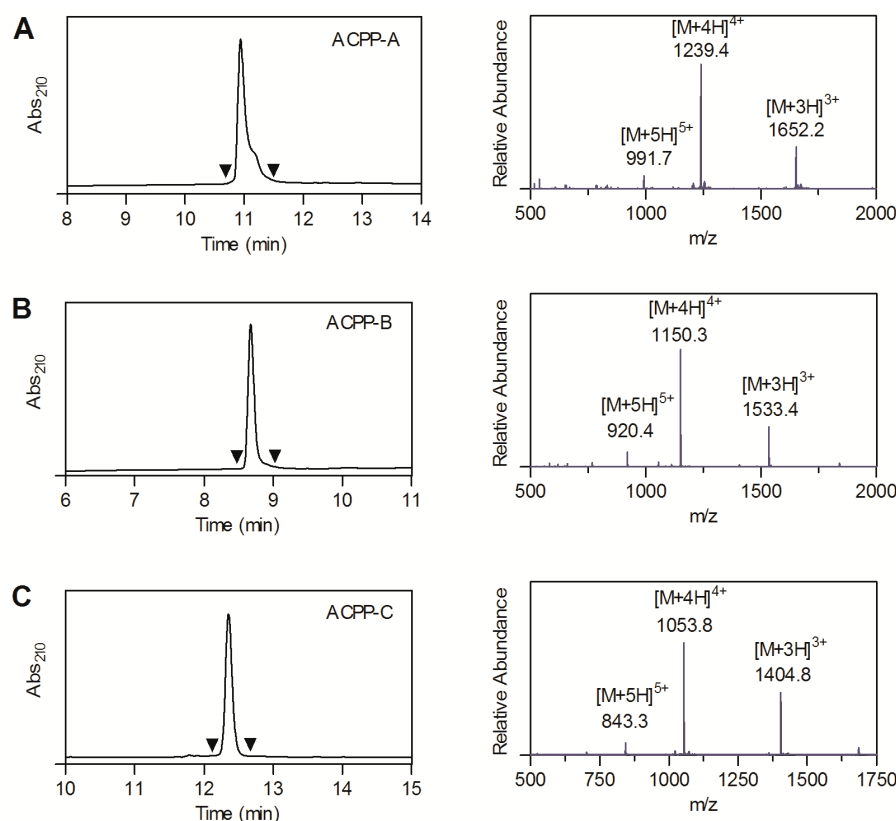 A
ACPP-A
Abs210
8 9 10 11 12 13 14
Time (min)
Relative Abundance
[M+4H]4+
1239.4
[M+3H]3+
1652.2
[M+5H]5+
991.7
500 1000 1250 2000
m/z
B
ACPP-B
Abs210
6 7 8 9 10 11
Time (min)
Relative Abundance
[M+4H]4+
1150.3
[M+3H]3+
1533.4
[M+5H]5+
920.4
500 1000 1250 2000
m/z
C
ACPP-C
Abs210
10 11 12 13 14 15
Time (min)
Relative Abundance
[M+4H]4+
1053.8
[M+3H]3+
1404.8
[M+5H]5+
843.3
500 750 1000 1250 1500 1750
m/z